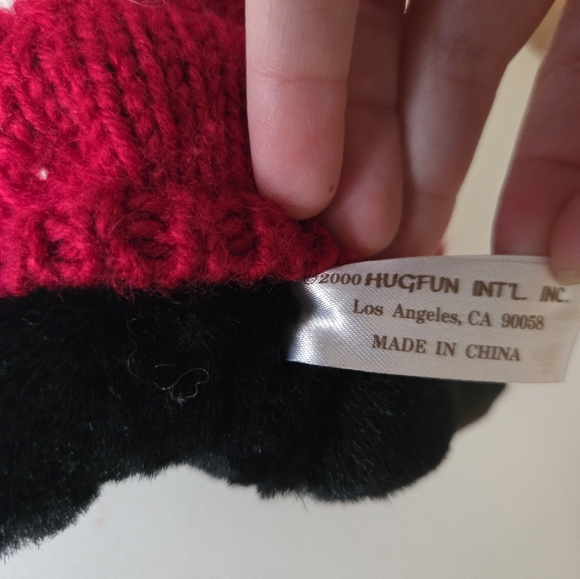 ©2000 HUGFUN INT'L INC.
Los Angeles, CA 90058
MADE IN CHINA